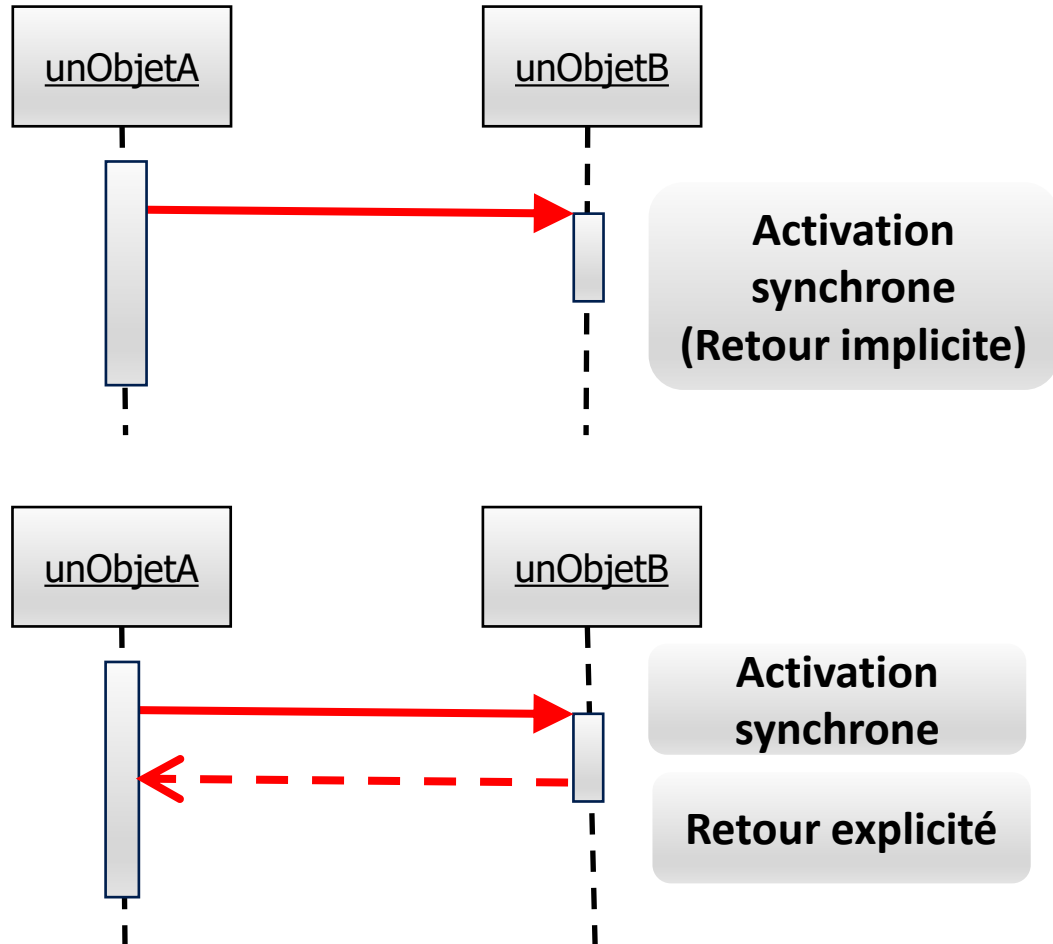 unObjetA
unObjetB
Activation
synchrone
(Retour implicite)
unObjetA
unObjetB
Activation
synchrone
Retour explicité